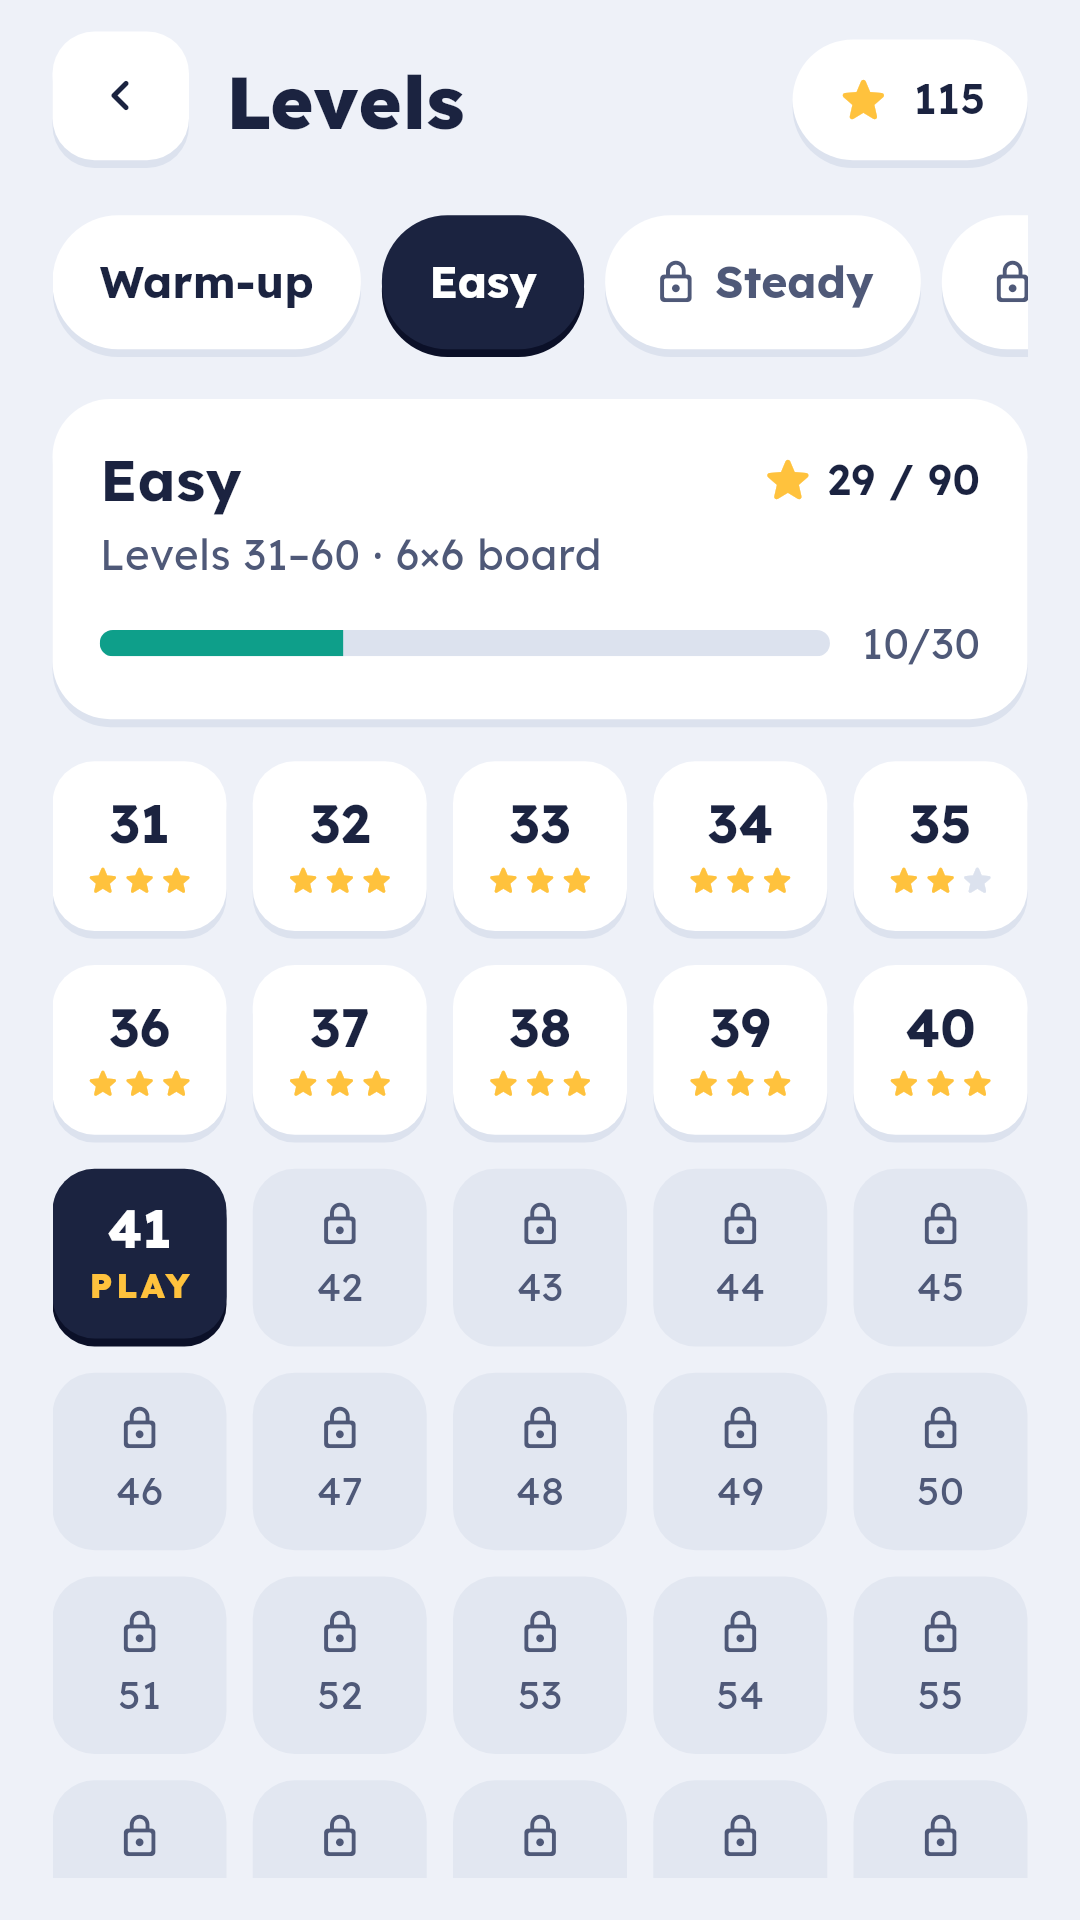 Levels
115
Warm-up
Easy
Steady
Easy
29 / 90
Levels 31–60 · 6×6 board
10/30
31 32 33 34 35
36 37 38 39 40
41 42 43 44 45
PLAY
46 47 48 49 50
51 52 53 54 55